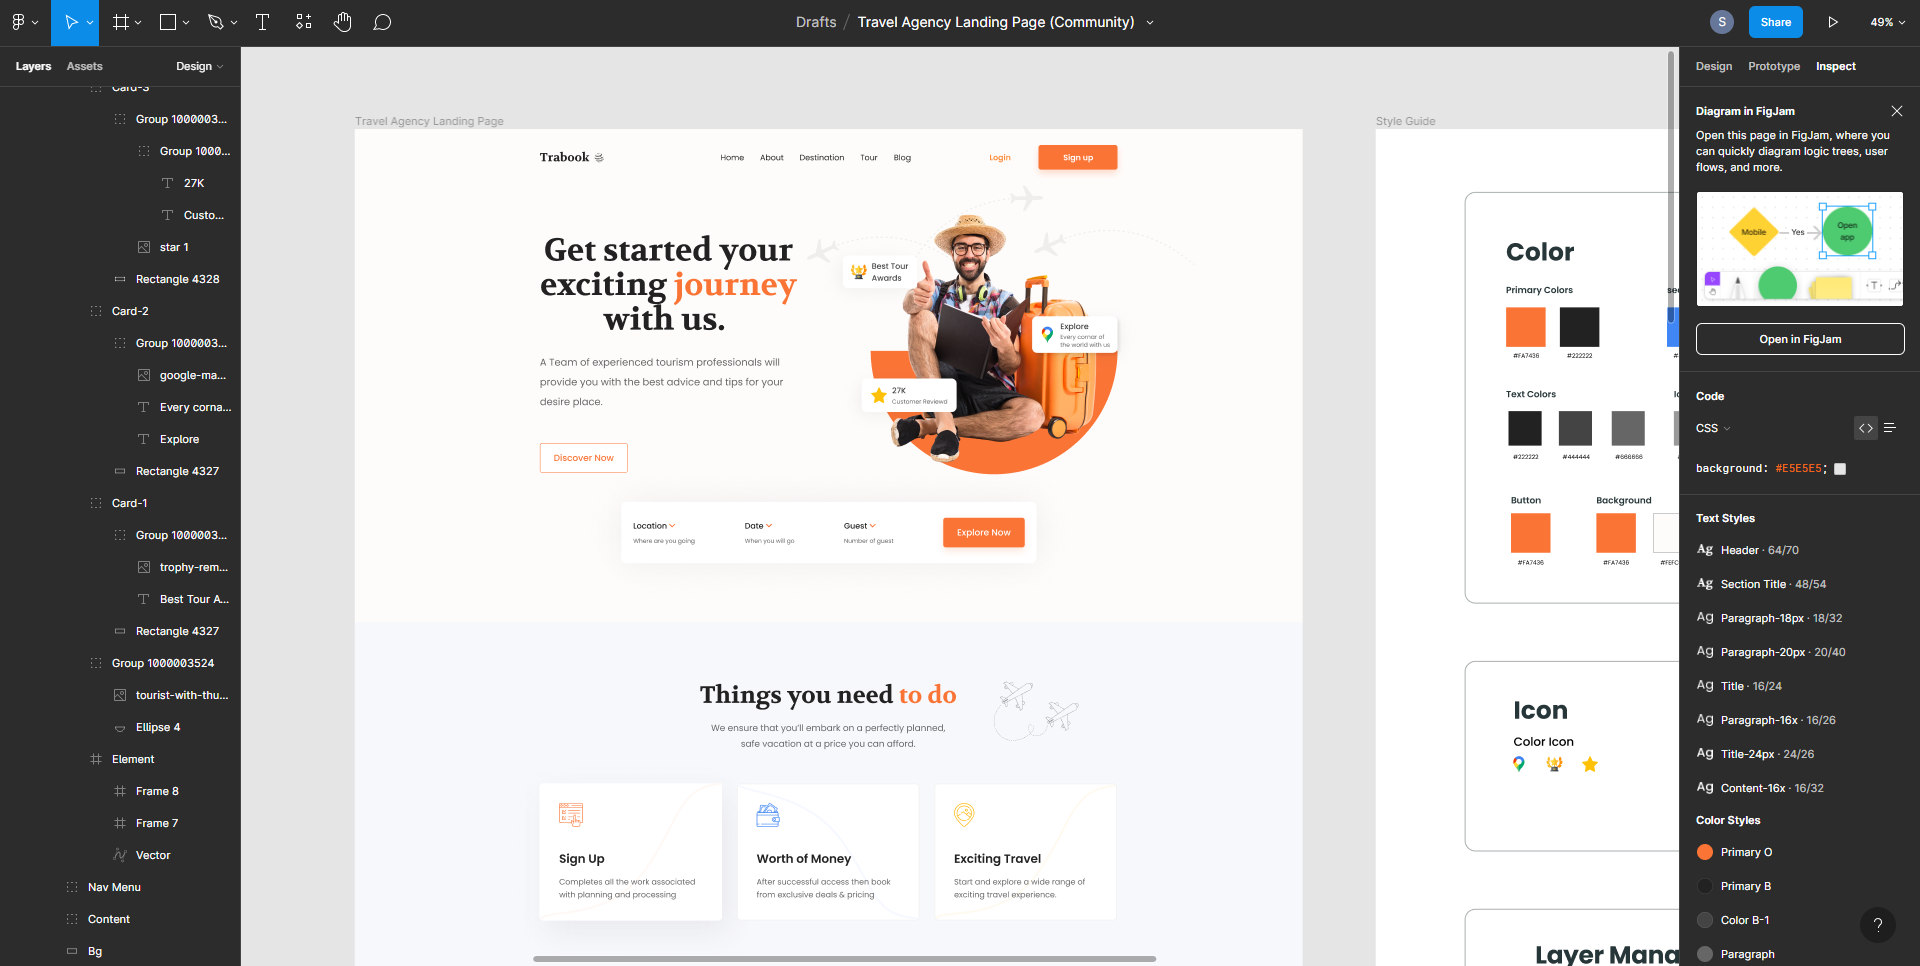 Drafts / Travel Agency Landing Page (Community)
S
Share
49%
Layers
Assets
Design
Card-3
Group 1000003...
Group 1000...
27K
Custo...
star 1
Rectangle 4328
Card-2
Group 1000003...
google-ma...
Every corna...
Explore
Rectangle 4327
Card-1
Group 1000003...
trophy-rem...
Best Tour A...
Rectangle 4327
Group 1000003524
tourist-with-thu...
Ellipse 4
Element
Frame 8
Frame 7
Vector
Nav Menu
Content
Bg
Travel Agency Landing Page
Trabook
Home
About
Destination
Tour
Blog
Login
Sign up
Get started your
exciting journey
with us.
A Team of experienced tourism professionals will
provide you with the best advice and tips for your
desire place.
Discover Now
Best Tour
Awards
Explore
Every cornar of
the world with us
27K
Customer Reviewd
Location
Where are you going
Date
When you will go
Guest
Number of guest
Explore Now
Things you need to do
We ensure that you'll embark on a perfectly planned,
safe vacation at a price you can afford.
Sign Up
Completes all the work associated
with planning and processing
Worth of Money
After successful access then book
from exclusive deals & pricing
Exciting Travel
Start and explore a wide range of
exciting travel experience.
Style Guide
Color
Primary Colors
sec
#FA7436
#222222
#
Text Colors
Ic
#222222
#444444
#666666
#
Button
Background
#FA7436
#FA7436
#FEFC
Icon
Color Icon
Layer Mana
Design
Prototype
Inspect
Diagram in FigJam
Open this page in FigJam, where you
can quickly diagram logic trees, user
flows, and more.
Mobile
Yes
Open
app
T
Open in FigJam
Code
CSS
background: #E5E5E5;
Text Styles
Ag Header · 64/70
Ag Section Title · 48/54
Ag Paragraph-18px · 18/32
Ag Paragraph-20px · 20/40
Ag Title · 16/24
Ag Paragraph-16x · 16/26
Ag Title-24px · 24/26
Ag Content-16x · 16/32
Color Styles
Primary O
Primary B
Color B-1
Paragraph
?